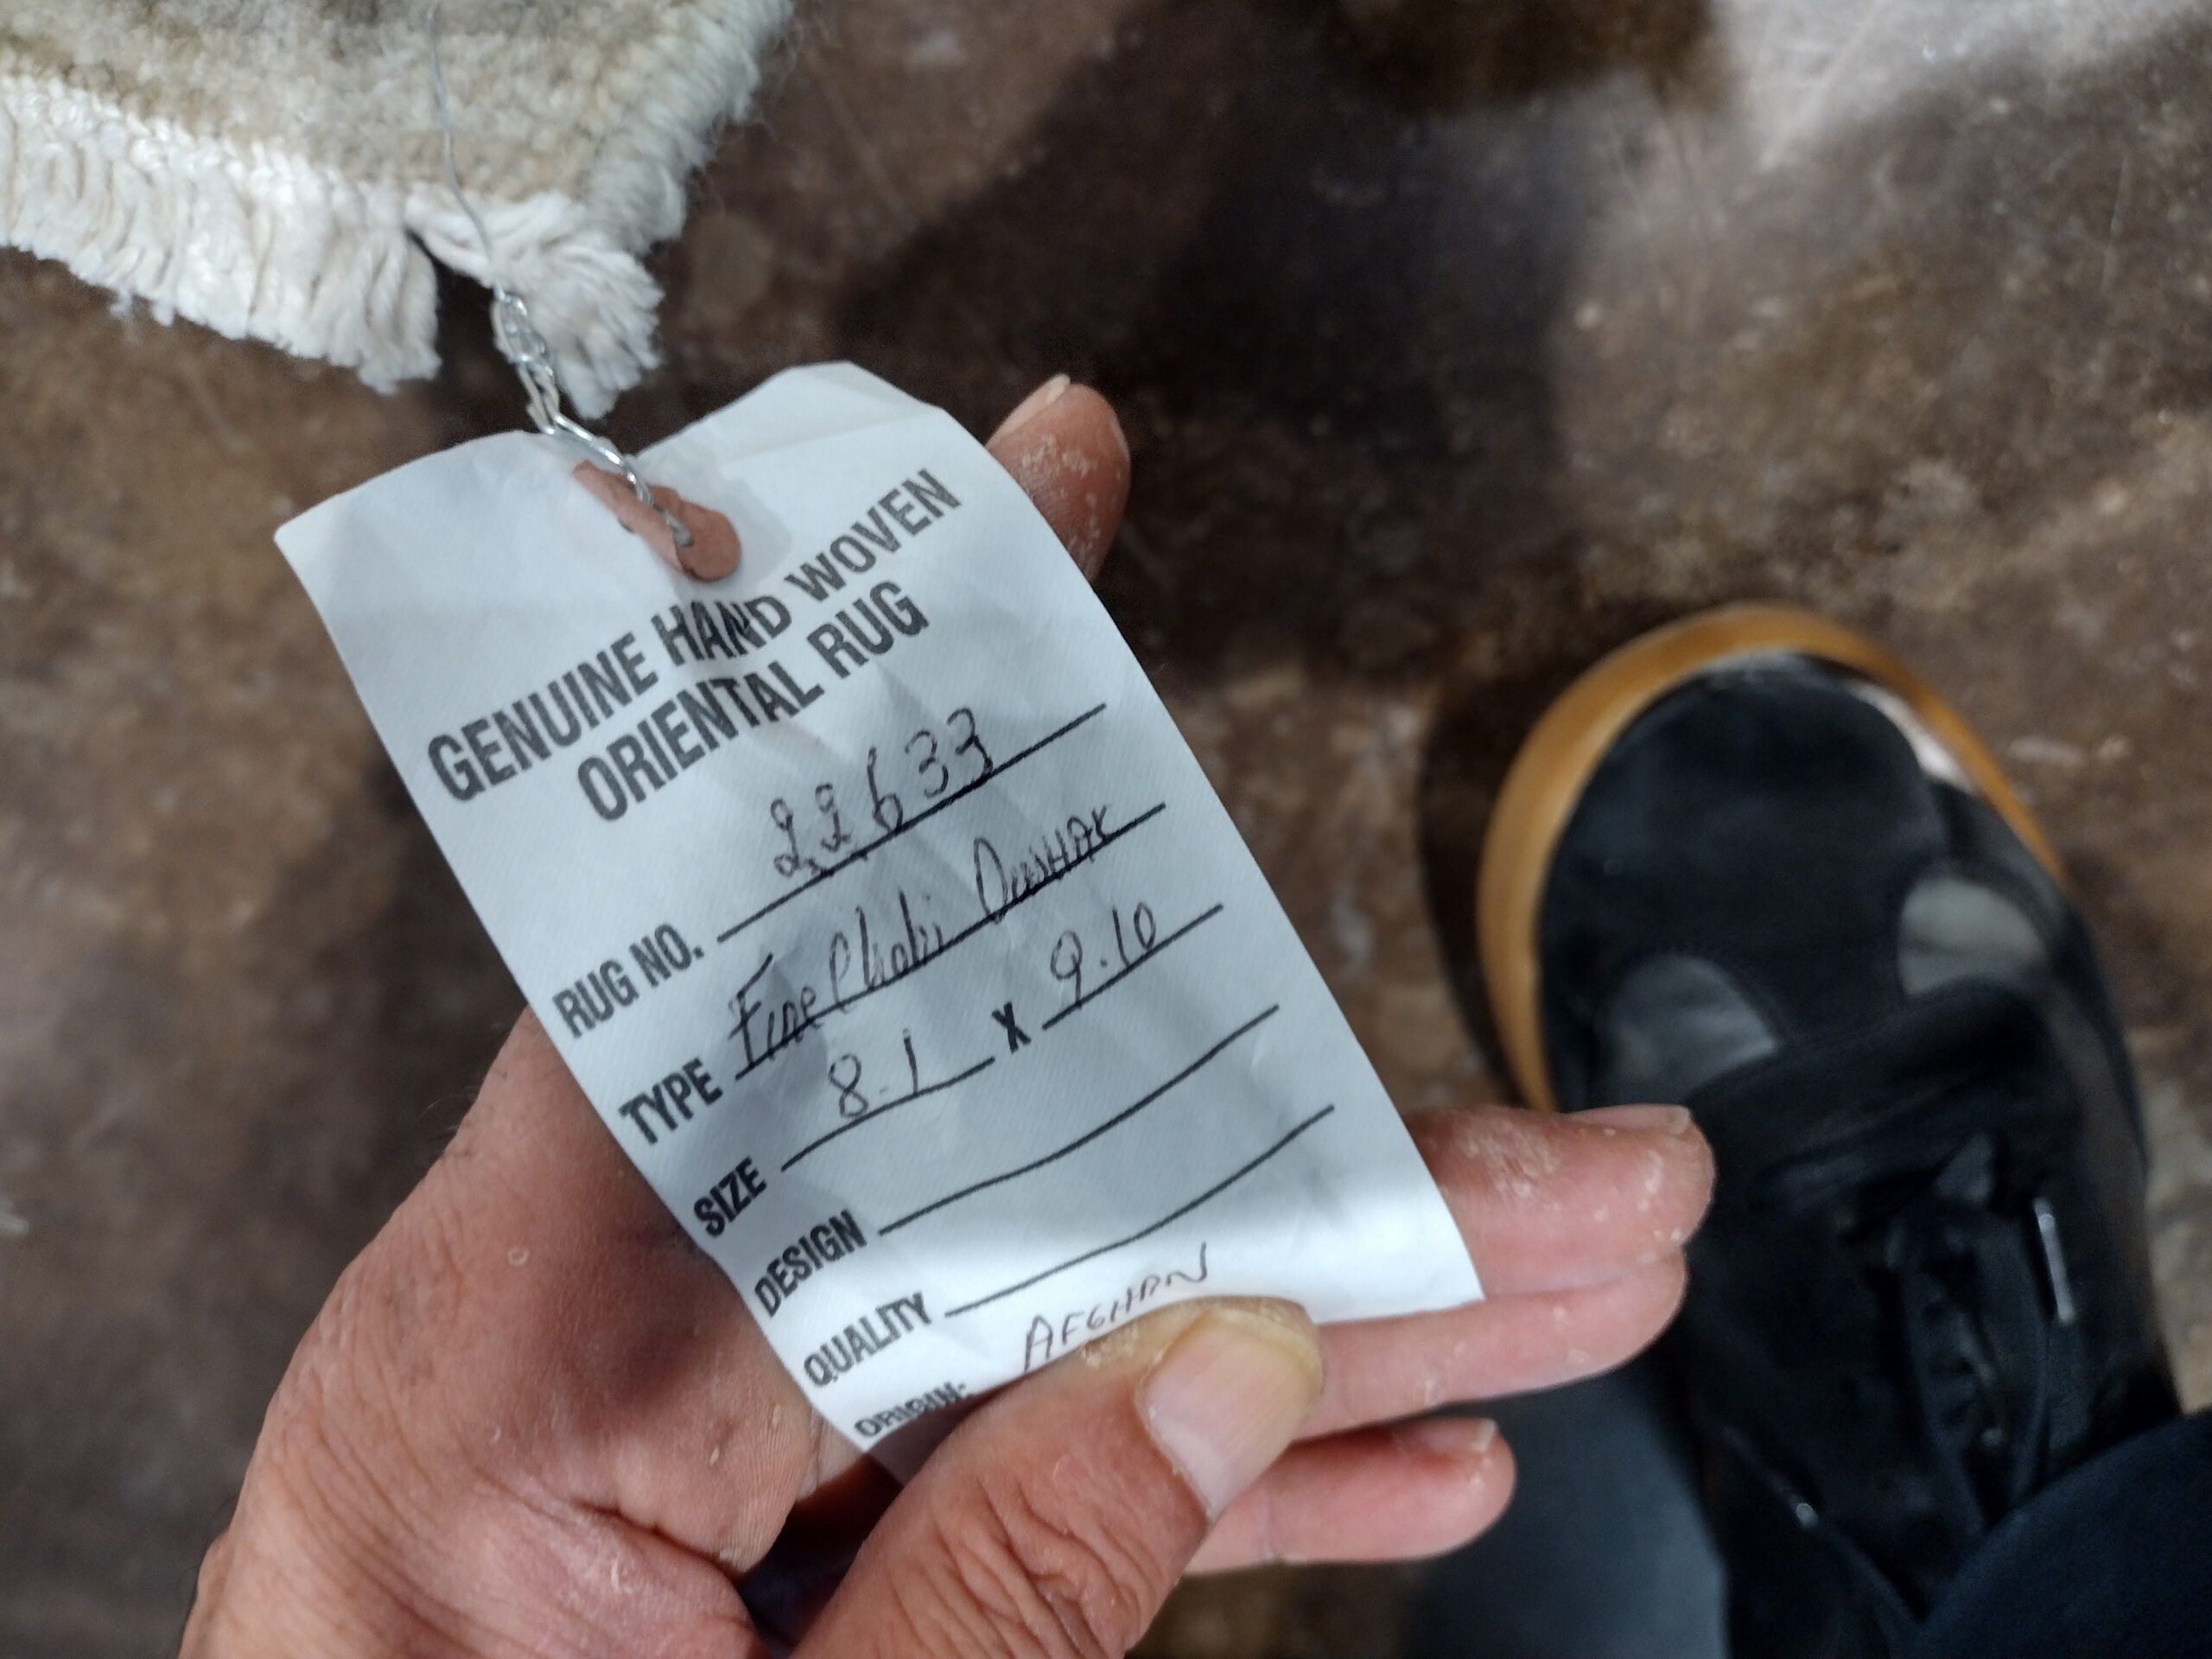 GENUINE HAND WOVEN
ORIENTAL RUG
RUG NO. 22633
TYPE Fine Chobi
SIZE 8.1 X 9.10
DESIGN
QUALITY
ORIGIN: AFGHAN